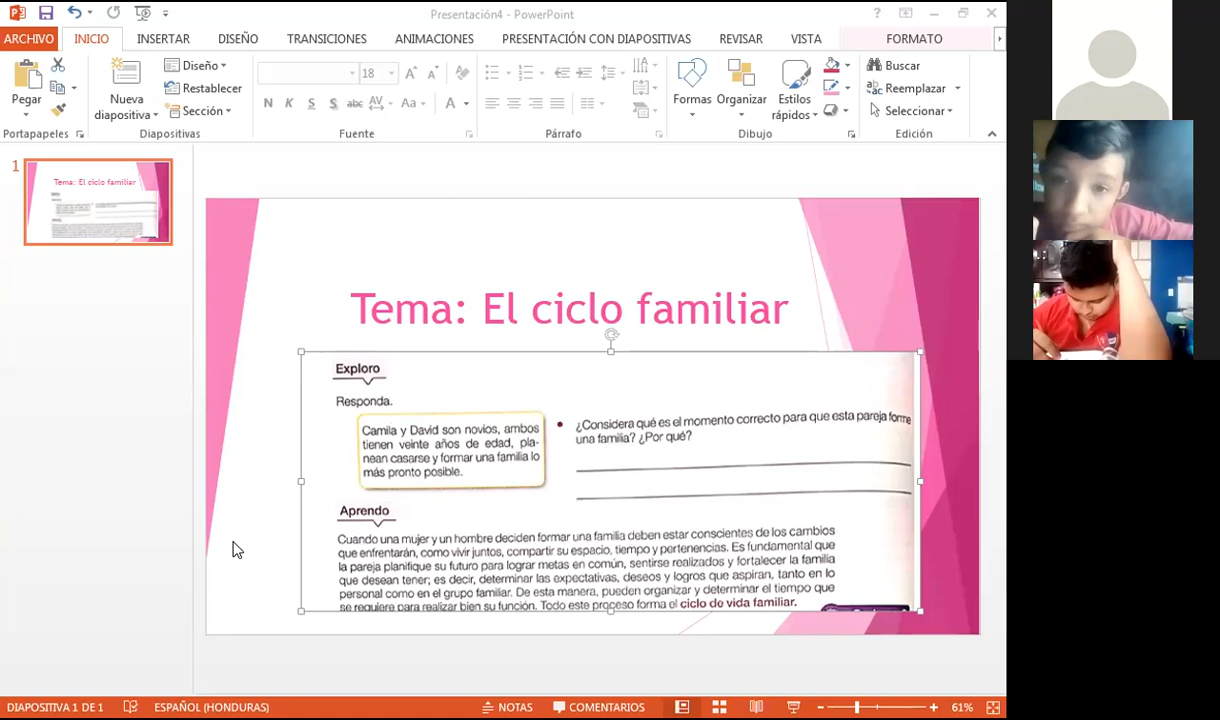 Presentación4 - PowerPoint
ARCHIVO INICIO INSERTAR DISEÑO TRANSICIONES ANIMACIONES PRESENTACIÓN CON DIAPOSITIVAS REVISAR VISTA FORMATO
Pegar
Portapapeles
Nueva
diapositiva
Diseño
Restablecer
Sección
Diapositivas
18
N K S S abc AV Aa A
Fuente
Párrafo
Formas
Organizar
Estilos
rápidos
Dibujo
Buscar
Reemplazar
Seleccionar
Edición
1
Tema: El ciclo familiar
Tema: El ciclo familiar
Exploro
Responda.
Camila y David son novios, ambos
tienen veinte años de edad, pla-
nean casarse y formar una familia lo
más pronto posible.
• ¿Considera qué es el momento correcto para que esta pareja forme
una familia? ¿Por qué?
Aprendo
Cuando una mujer y un hombre deciden formar una familia deben estar conscientes de los cambios
que enfrentarán, como vivir juntos, compartir su espacio, tiempo y pertenencias. Es fundamental que
la pareja planifique su futuro para lograr metas en común, sentirse realizados y fortalecer la familia
que desean tener; es decir, determinar las expectativas, deseos y logros que aspiran, tanto en lo
personal como en el grupo familiar. De esta manera, pueden organizar y determinar el tiempo que
se requiere para realizar bien su función. Todo este proceso forma el ciclo de vida familiar.
DIAPOSITIVA 1 DE 1 ESPAÑOL (HONDURAS) NOTAS COMENTARIOS 61%